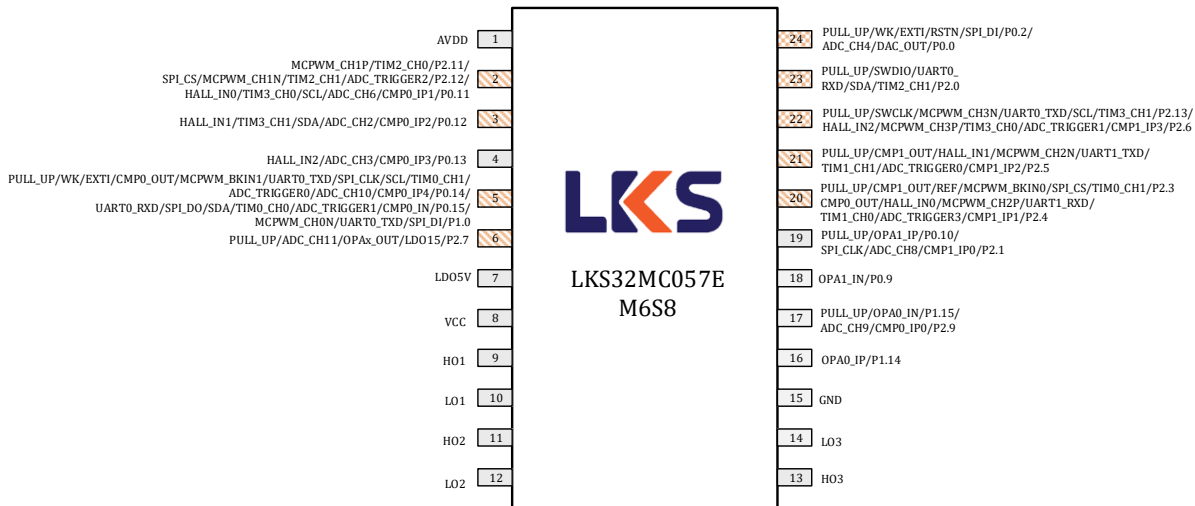 AVDD 1
MCPWM_CH1P/TIM2_CH0/P2.11/
SPI_CS/MCPWM_CH1N/TIM2_CH1/ADC_TRIGGER2/P2.12/
HALL_IN0/TIM3_CH0/SCL/ADC_CH6/CMP0_IP1/P0.11
2
HALL_IN1/TIM3_CH1/SDA/ADC_CH2/CMP0_IP2/P0.12 3
HALL_IN2/ADC_CH3/CMP0_IP3/P0.13 4
PULL_UP/WK/EXTI/CMP0_OUT/MCPWM_BKIN1/UART0_TXD/SPI_CLK/SCL/TIM0_CH1/
ADC_TRIGGER0/ADC_CH10/CMP0_IP4/P0.14/
UART0_RXD/SPI_DO/SDA/TIM0_CH0/ADC_TRIGGER1/CMP0_IN/P0.15/
MCPWM_CH0N/UART0_TXD/SPI_DI/P1.0
5
PULL_UP/ADC_CH11/OPAx_OUT/LDO15/P2.7 6
LDO5V 7
VCC 8
HO1 9
LO1 10
HO2 11
LO2 12
LKS
LKS32MC057E
M6S8
24
PULL_UP/WK/EXTI/RSTN/SPI_DI/P0.2/
ADC_CH4/DAC_OUT/P0.0
23
PULL_UP/SWDIO/UART0_
RXD/SDA/TIM2_CH1/P2.0
22
PULL_UP/SWCLK/MCPWM_CH3N/UART0_TXD/SCL/TIM3_CH1/P2.13/
HALL_IN2/MCPWM_CH3P/TIM3_CH0/ADC_TRIGGER1/CMP1_IP3/P2.6
21
PULL_UP/CMP1_OUT/HALL_IN1/MCPWM_CH2N/UART1_TXD/
TIM1_CH1/ADC_TRIGGER0/CMP1_IP2/P2.5
20
PULL_UP/CMP1_OUT/REF/MCPWM_BKIN0/SPI_CS/TIM0_CH1/P2.3
CMP0_OUT/HALL_IN0/MCPWM_CH2P/UART1_RXD/
TIM1_CH0/ADC_TRIGGER3/CMP1_IP1/P2.4
19
PULL_UP/OPA1_IP/P0.10/
SPI_CLK/ADC_CH8/CMP1_IP0/P2.1
18 OPA1_IN/P0.9
17
PULL_UP/OPA0_IN/P1.15/
ADC_CH9/CMP0_IP0/P2.9
16 OPA0_IP/P1.14
15 GND
14 LO3
13 HO3